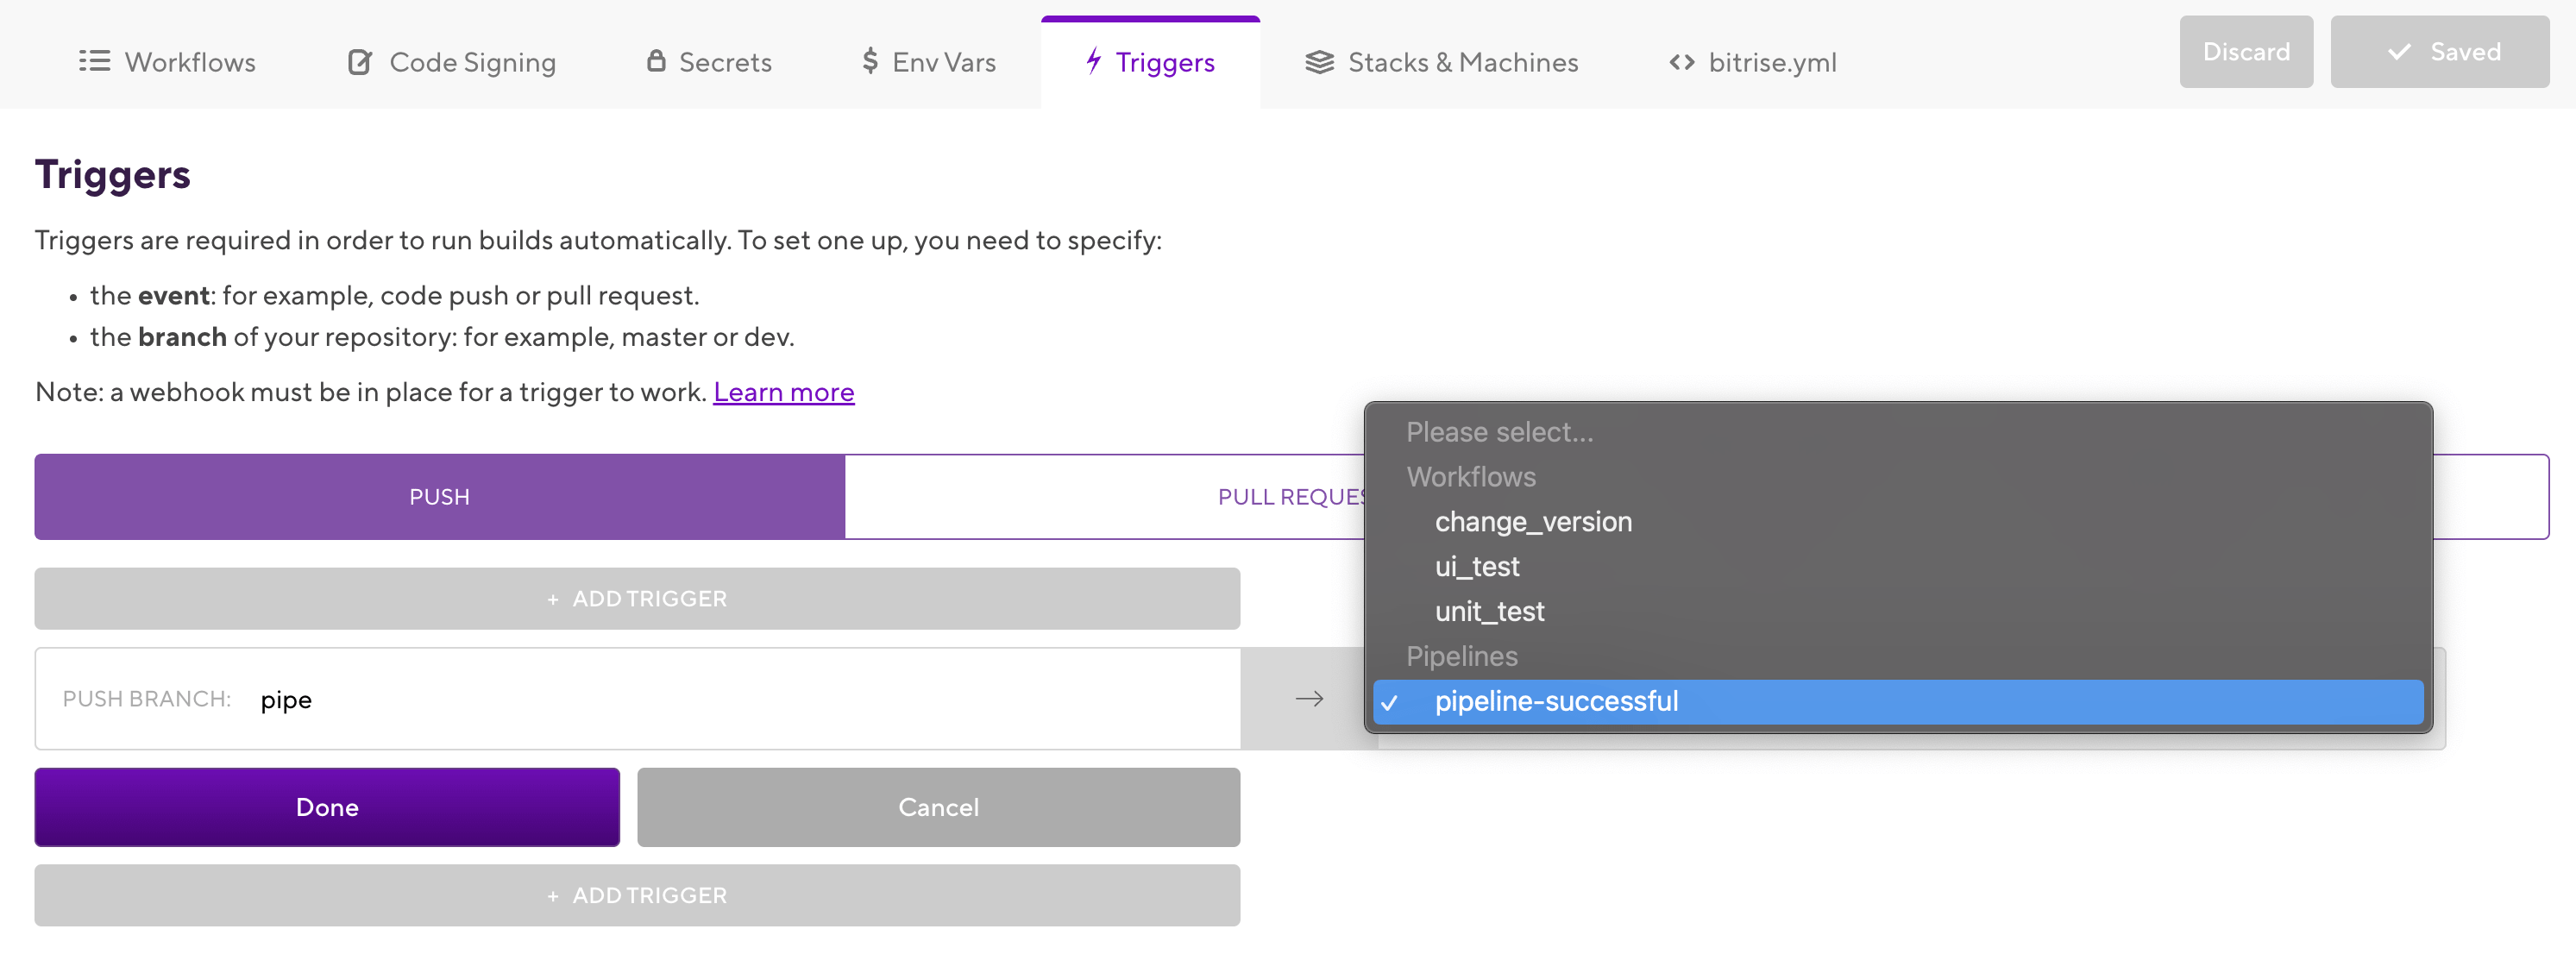 Workflows
Code Signing
Secrets
Env Vars
Triggers
Stacks & Machines
bitrise.yml
Discard
Saved
Triggers
Triggers are required in order to run builds automatically. To set one up, you need to specify:
• the event: for example, code push or pull request.
• the branch of your repository: for example, master or dev.
Note: a webhook must be in place for a trigger to work. Learn more
PUSH
PULL REQUES
Please select...
Workflows
change_version
ui_test
unit_test
Pipelines
✓ pipeline-successful
+ ADD TRIGGER
PUSH BRANCH: pipe
→
Done
Cancel
+ ADD TRIGGER